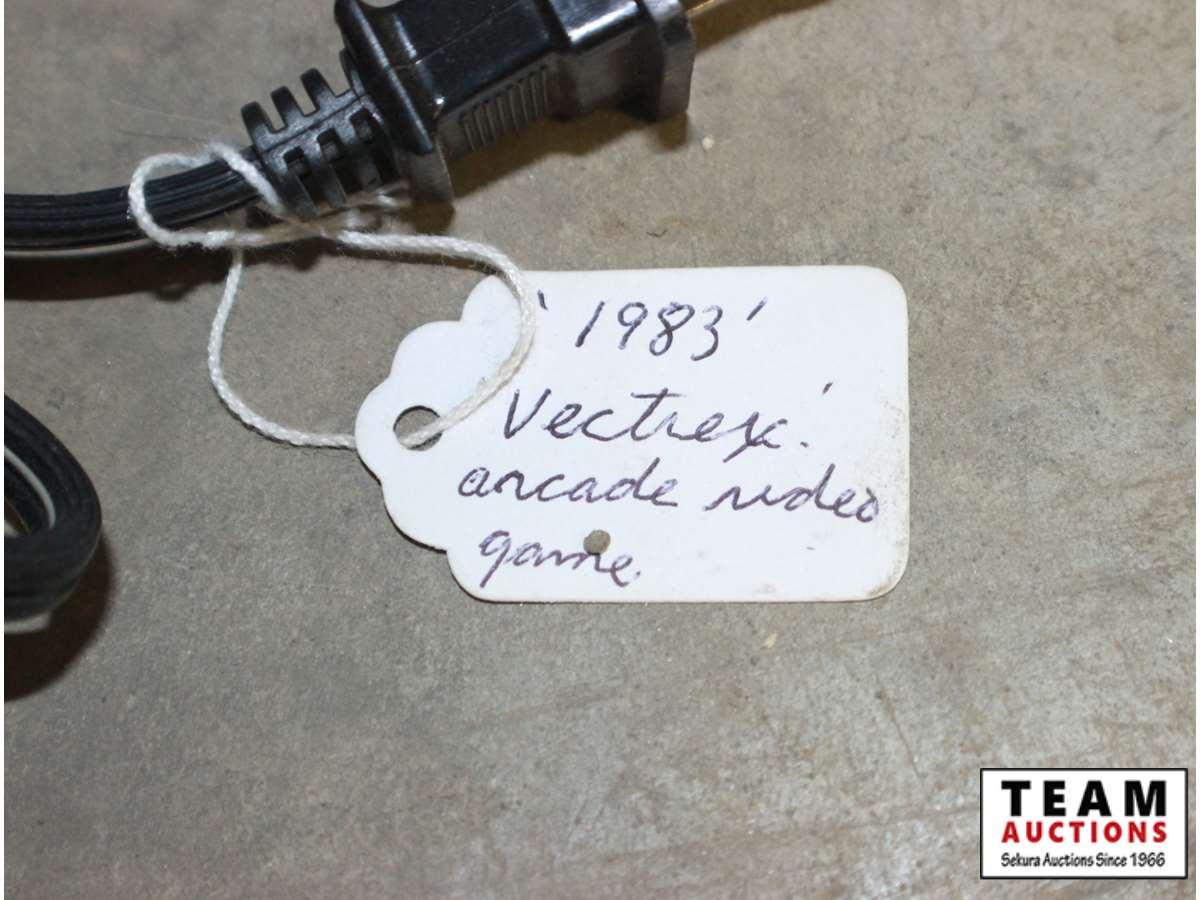 '1983'
Vectrex'.
arcade video
game.
TEAM
AUCTIONS
Sekura Auctions Since 1966